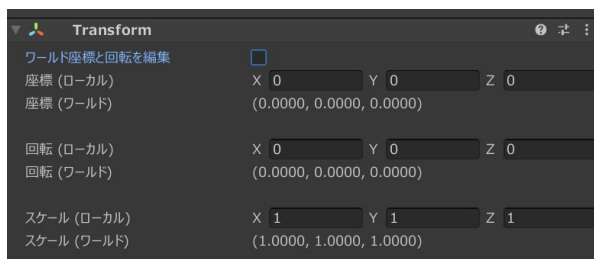 Transform
ワールド座標と回転を編集
座標 (ローカル) X 0 Y 0 Z 0
座標 (ワールド) (0.0000, 0.0000, 0.0000)
回転 (ローカル) X 0 Y 0 Z 0
回転 (ワールド) (0.0000, 0.0000, 0.0000)
スケール (ローカル) X 1 Y 1 Z 1
スケール (ワールド) (1.0000, 1.0000, 1.0000)